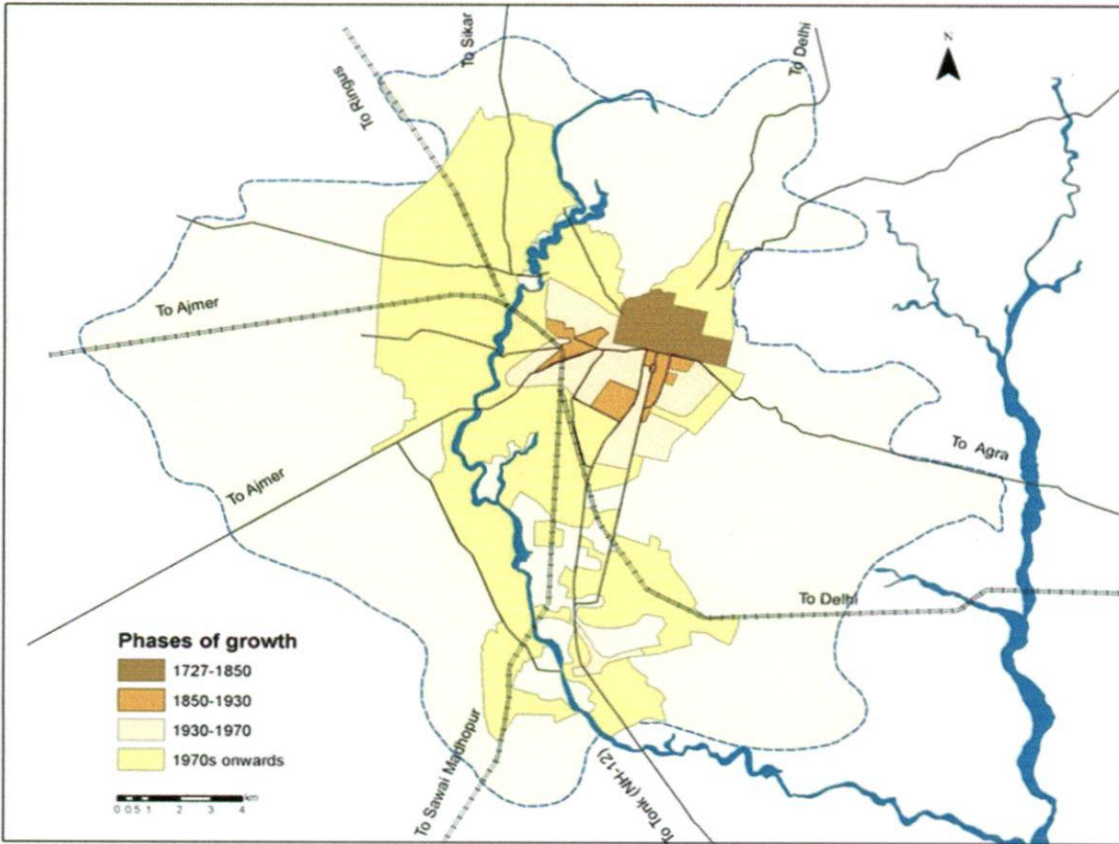 To Sikar
To Delhi
N
To Ringus
To Ajmer
To Agra
To Ajmer
To Delhi
Phases of growth
1727-1850
1850-1930
1930-1970
1970s onwards
km
0 0.5 1 2 3 4
To Sawai Madhopur
To Tonk (NH-12)